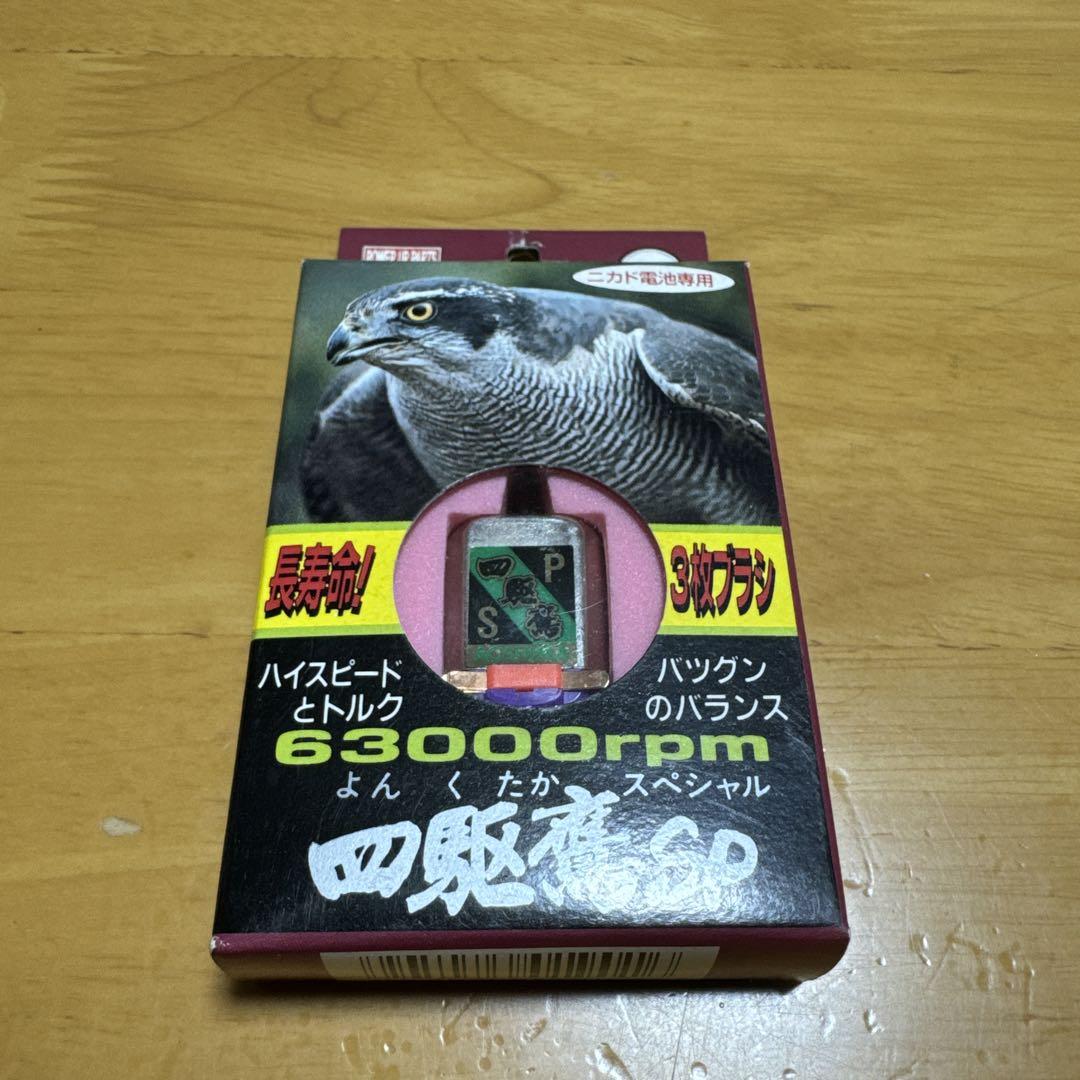 POWER UP PARTS
ニカド電池専用
長寿命!
3枚ブラシ
四駆鷹
SP
ハイスピード
とトルク
バツグン
のバランス
63000rpm
よんくたか スペシャル
四駆鷹SP